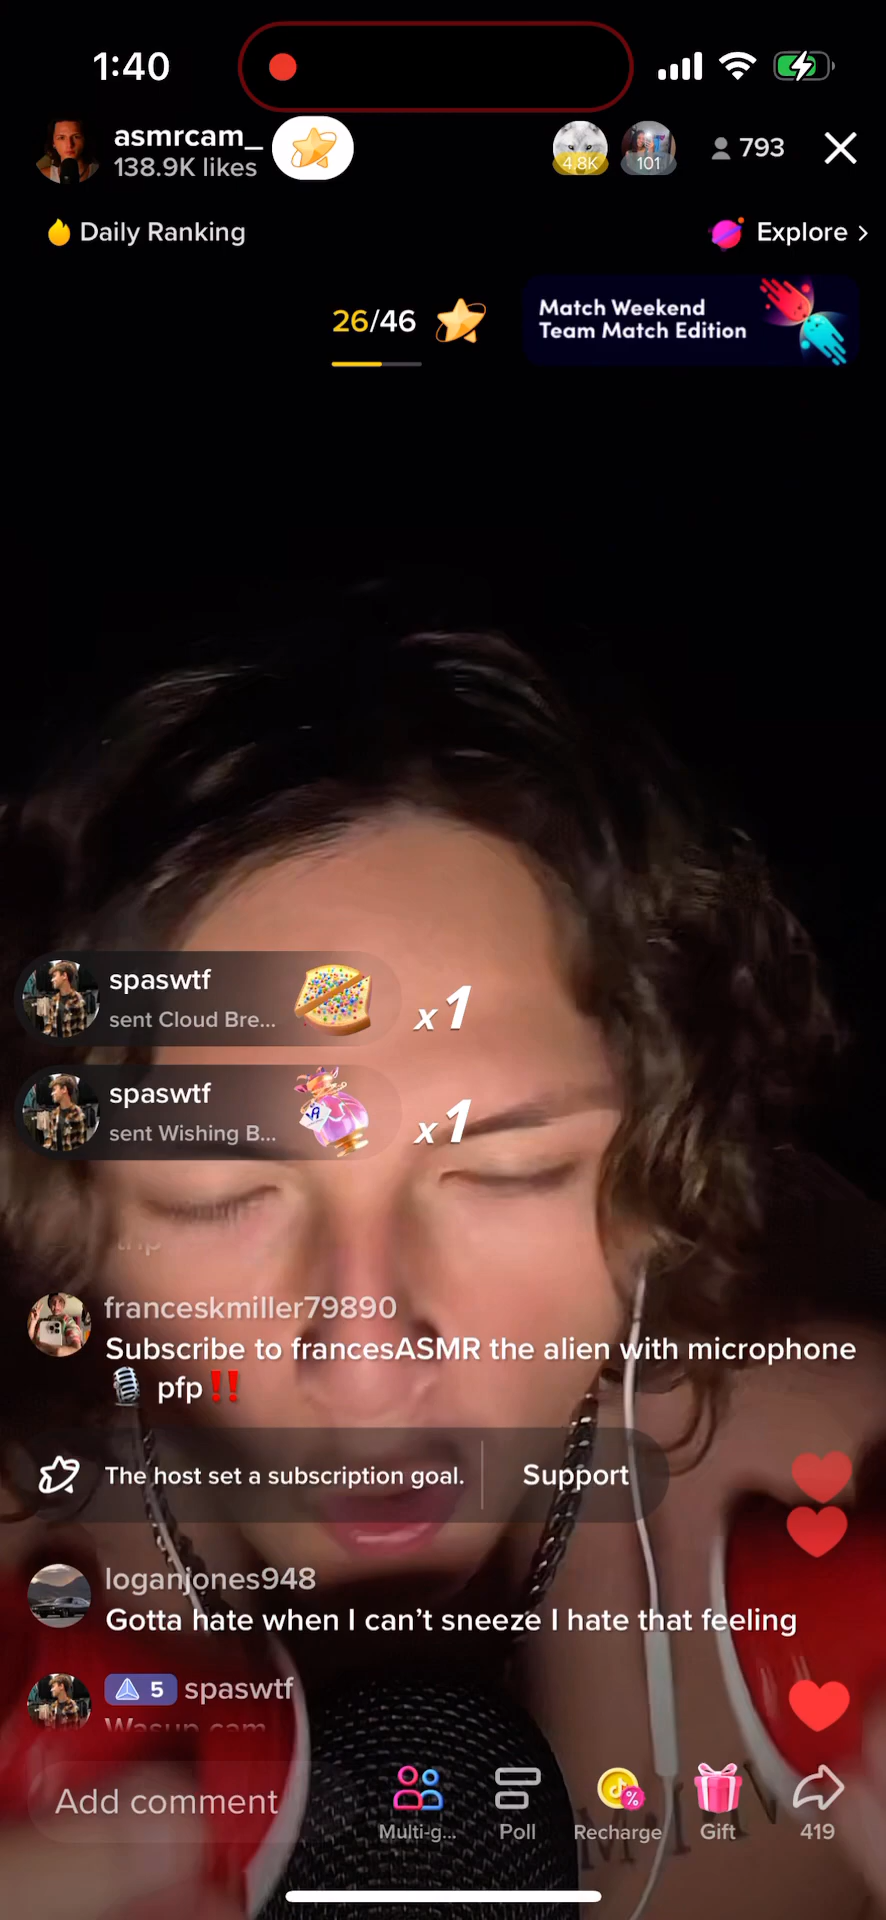 1:40
asmrcam_
138.9K likes
4.8K
101
793
Daily Ranking
Explore >
26/46
Match Weekend
Team Match Edition
spaswtf
sent Cloud Bre...
x1
spaswtf
sent Wishing B...
x1
trip
franceskmiller79890
Subscribe to francesASMR the alien with microphone
🎙️ pfp‼️
The host set a subscription goal.
Support
loganjones948
Gotta hate when I can’t sneeze I hate that feeling
5 spaswtf
Wasup cam
Add comment
Multi-g...
Poll
Recharge
Gift
419